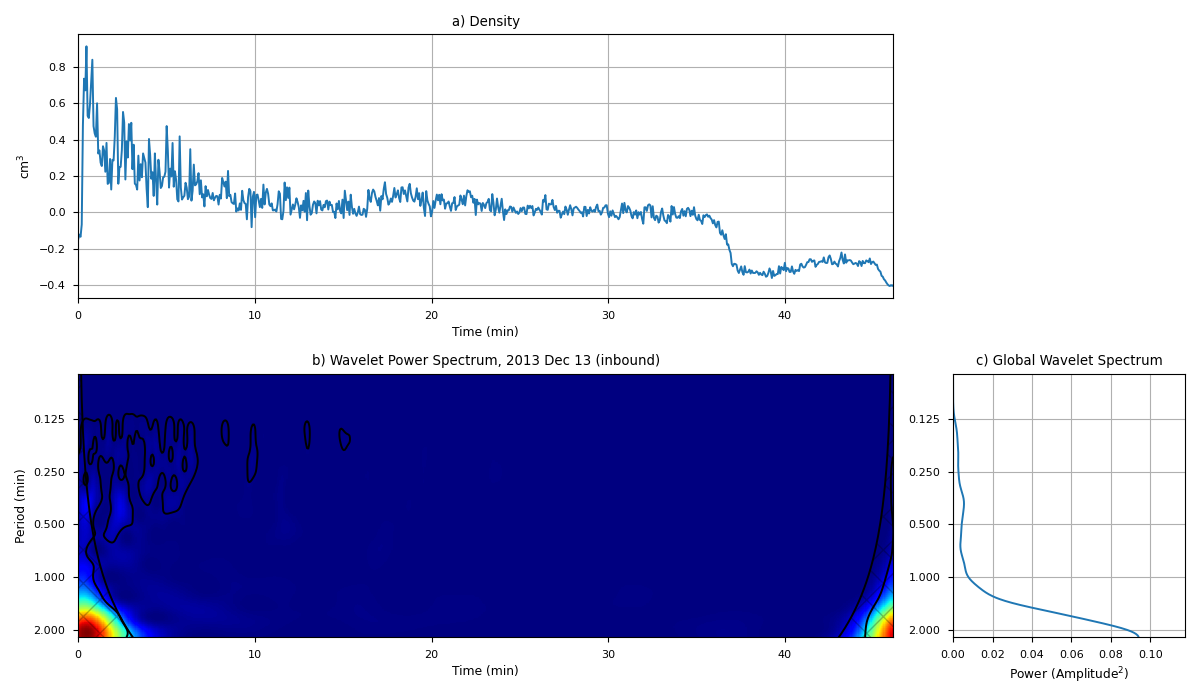 a) Density
cm³
0.8
0.6
0.4
0.2
0.0
−0.2
−0.4
0 10 20 30 40
Time (min)
b) Wavelet Power Spectrum, 2013 Dec 13 (inbound)
Period (min)
0.125
0.250
0.500
1.000
2.000
0 10 20 30 40
Time (min)
c) Global Wavelet Spectrum
0.125
0.250
0.500
1.000
2.000
0.00 0.02 0.04 0.06 0.08 0.10
Power (Amplitude²)